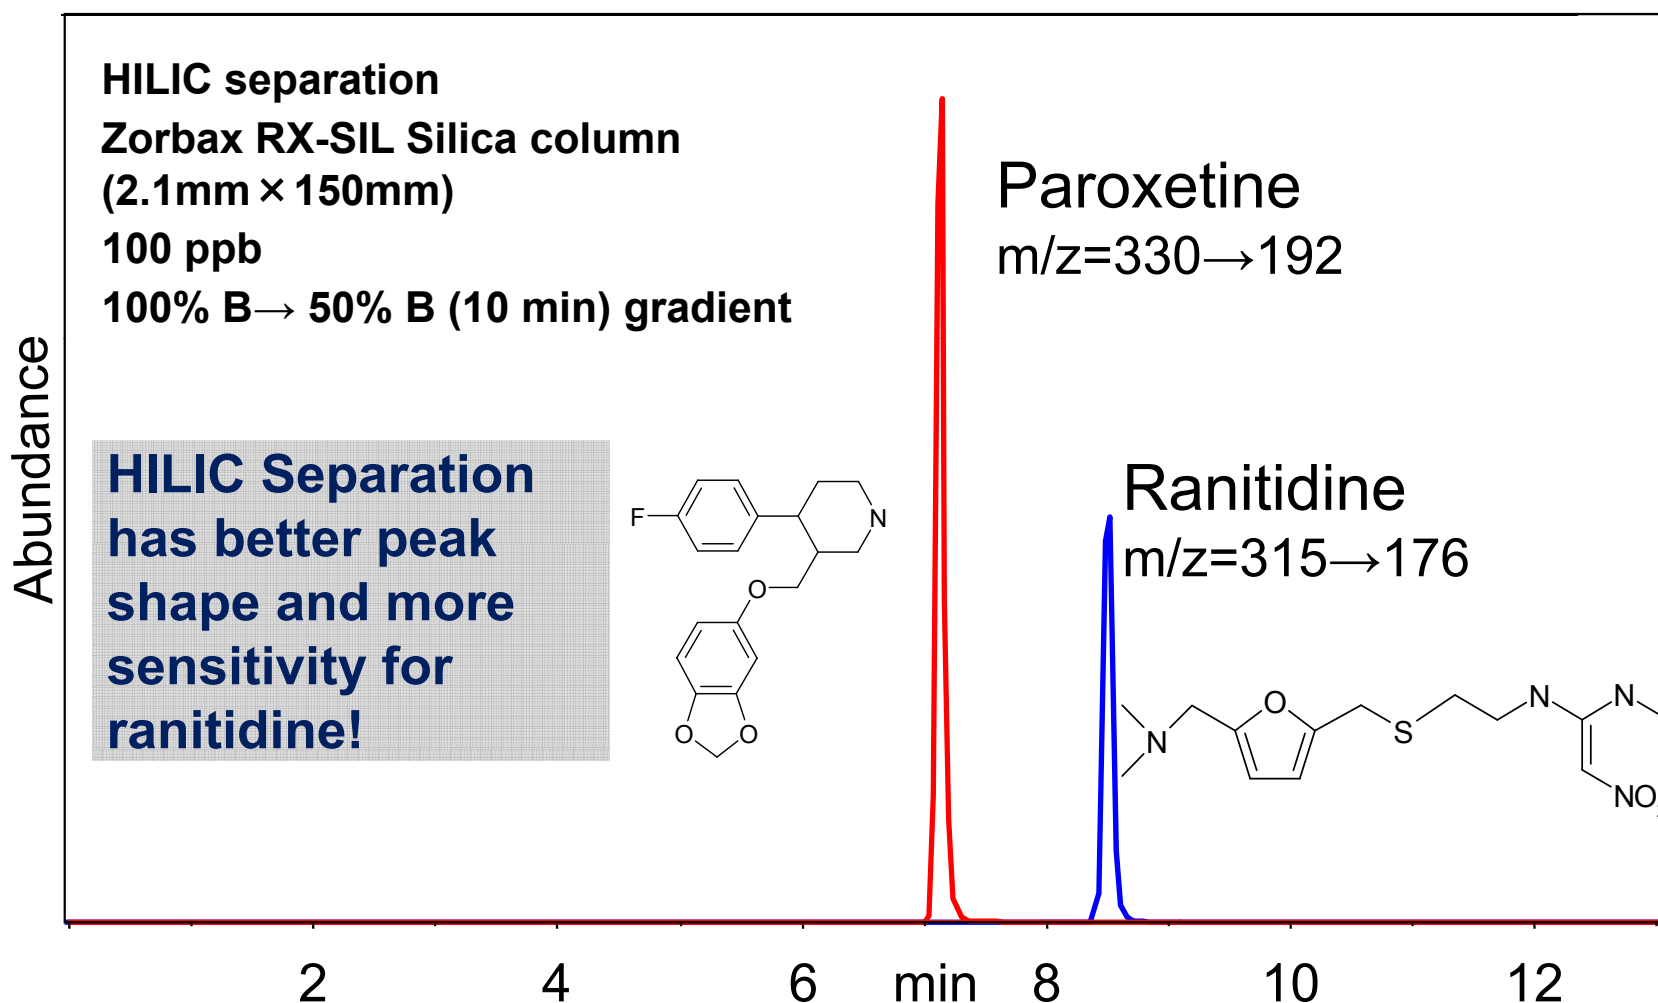 HILIC separation
Zorbax RX-SIL Silica column
(2.1mm × 150mm)
100 ppb
100% B→ 50% B (10 min) gradient
Paroxetine
m/z=330→192
Abundance
HILIC Separation
has better peak
shape and more
sensitivity for
ranitidine!
Ranitidine
m/z=315→176
F
N
O
O
O
N
O
S
N
N
NO
2 4 6 min 8 10 12